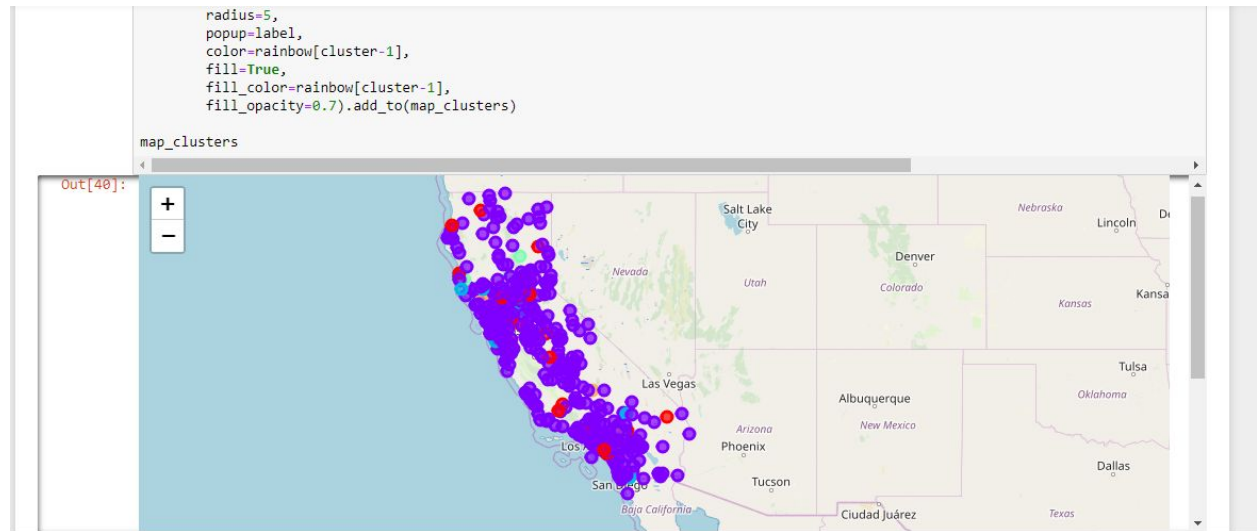 radius=5,
popup=label,
color=rainbow[cluster-1],
fill=True,
fill_color=rainbow[cluster-1],
fill_opacity=0.7).add_to(map_clusters)
map_clusters
Out[40]:
+
−
Salt Lake
City
Nebraska
Lincoln
Denver
Nevada
Utah
Colorado
Kansas
Kansa
Tulsa
Las Vegas
Albuquerque
Oklahoma
Arizona
New Mexico
Phoenix
Los
Dallas
San
Tucson
Baja California
Ciudad Juárez
Texas